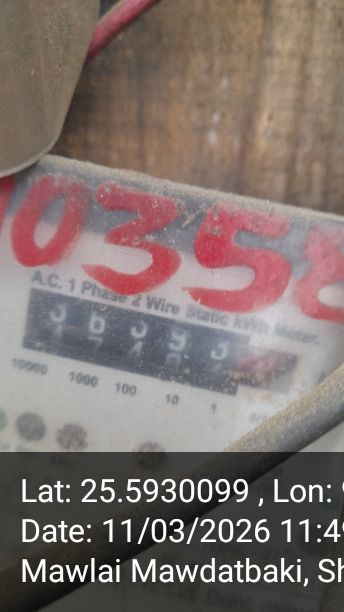 0358
A.C. 1 Phase 2 Wire Static kWh Meter.
10000 1000 100 10 1
Lat: 25.5930099 , Lon:
Date: 11/03/2026 11:49
Mawlai Mawdatbaki, Sh